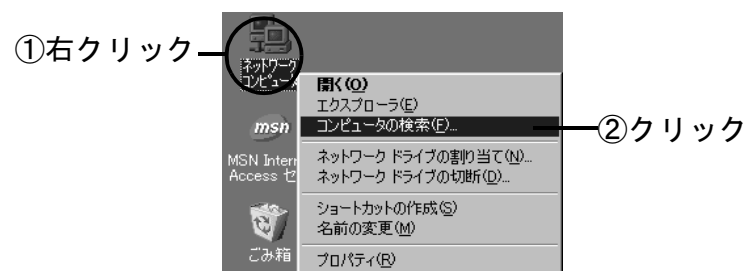 ①右クリック
ネットワーク
コンピュータ
開く(O)
エクスプローラ(E)
コンピュータの検索(F)...
②クリック
msn
MSN Intern
Access セ
ネットワーク ドライブの割り当て(N)...
ネットワーク ドライブの切断(D)...
ショートカットの作成(S)
名前の変更(M)
ごみ箱
プロパティ(R)